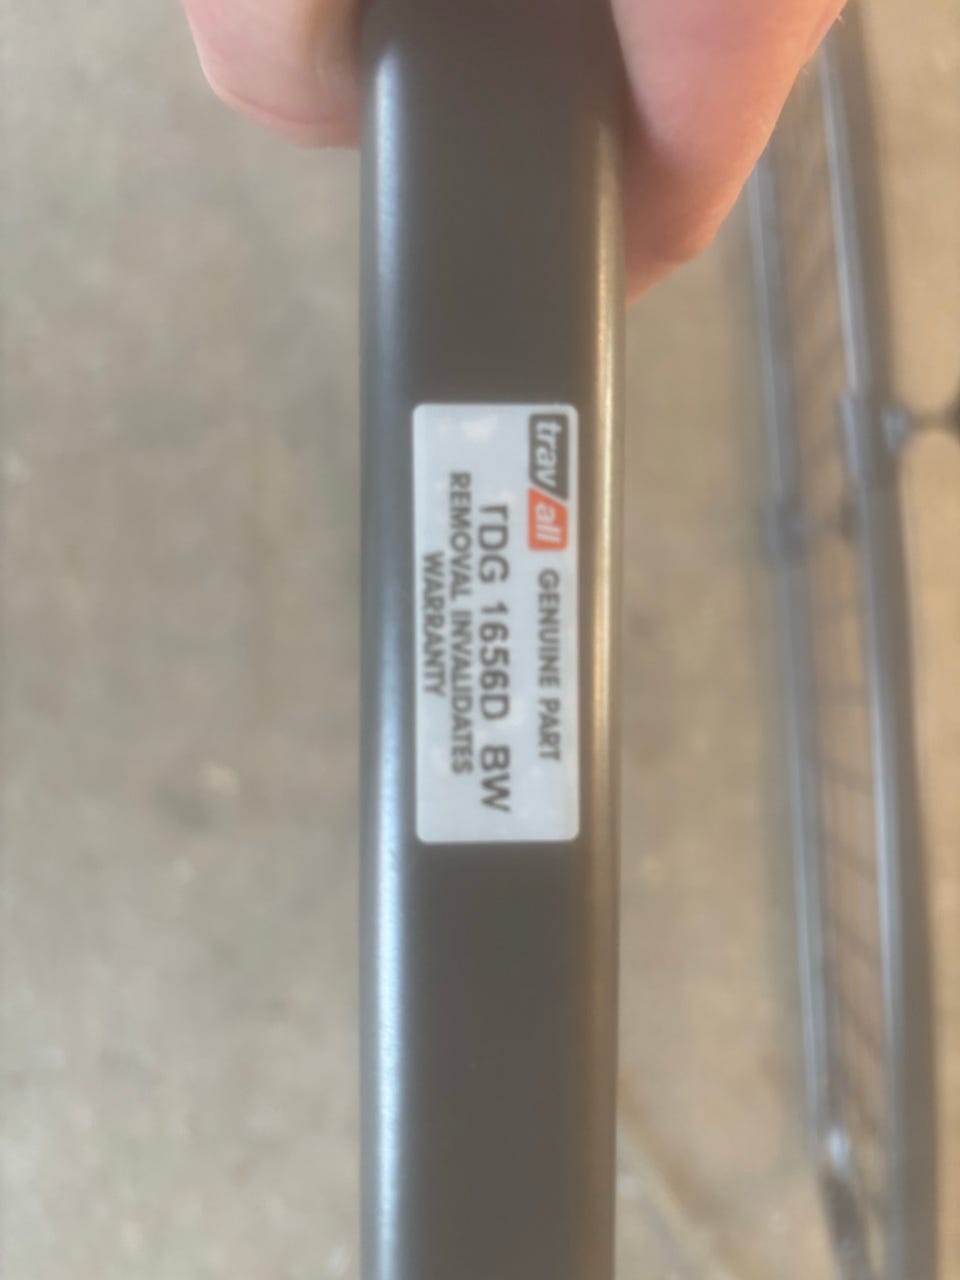 trav/all GENUINE PART
TDG 1656D BW
REMOVAL INVALIDATES
WARRANTY